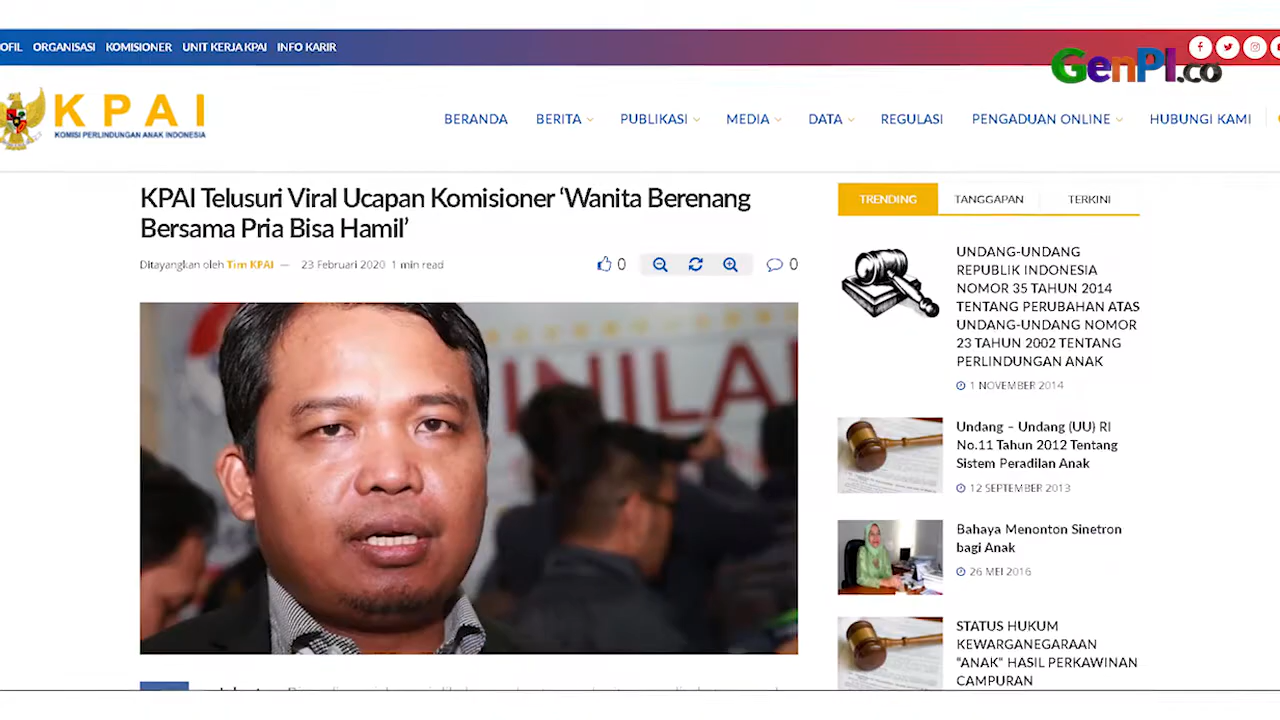 OFIL ORGANISASI KOMISIONER UNIT KERJA KPAI INFO KARIR
GenPI.co
KPAI
KOMISI PERLINDUNGAN ANAK INDONESIA
BERANDA BERITA PUBLIKASI MEDIA DATA REGULASI PENGADUAN ONLINE HUBUNGI KAMI
KPAI Telusuri Viral Ucapan Komisioner ‘Wanita Berenang
Bersama Pria Bisa Hamil’
Ditayangkan oleh Tim KPAI — 23 Februari 2020 1 min read
0
0
INILA
TRENDING TANGGAPAN TERKINI
UNDANG-UNDANG
REPUBLIK INDONESIA
NOMOR 35 TAHUN 2014
TENTANG PERUBAHAN ATAS
UNDANG-UNDANG NOMOR
23 TAHUN 2002 TENTANG
PERLINDUNGAN ANAK
1 NOVEMBER 2014
Undang – Undang (UU) RI
No.11 Tahun 2012 Tentang
Sistem Peradilan Anak
12 SEPTEMBER 2013
Bahaya Menonton Sinetron
bagi Anak
26 MEI 2016
STATUS HUKUM
KEWARGANEGARAAN
"ANAK" HASIL PERKAWINAN
CAMPURAN